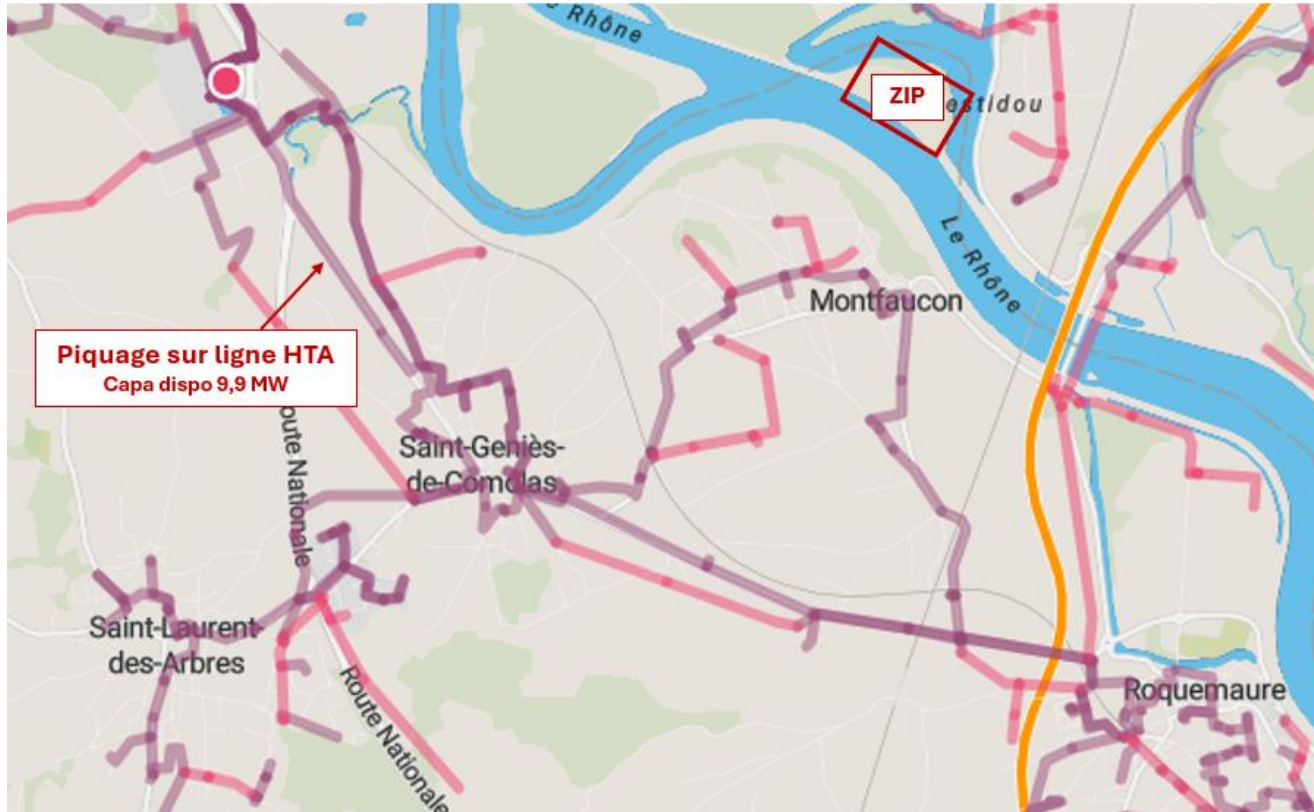 Le Rhône
ZIP
estidou
Le Rhône
Montfaucon
Piquage sur ligne HTA
Capa dispo 9,9 MW
oute Nationale
Saint-Geniès-
de-Comolas
Saint-Laurent-
des-Arbres
Route Nationale
Roquemaure